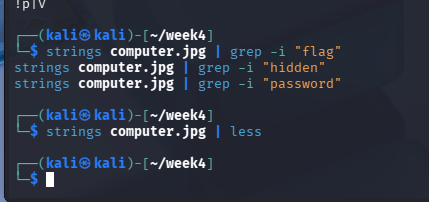 !p|V
┌──(kali㉿kali)-[~/week4]
└─$ strings computer.jpg | grep -i "flag"
strings computer.jpg | grep -i "hidden"
strings computer.jpg | grep -i "password"
┌──(kali㉿kali)-[~/week4]
└─$ strings computer.jpg | less
┌──(kali㉿kali)-[~/week4]
└─$